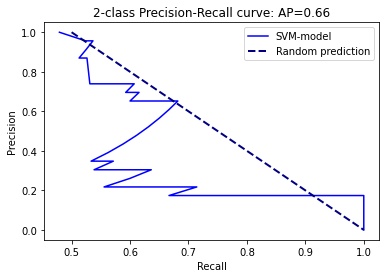 2-class Precision-Recall curve: AP=0.66
SVM-model
Random prediction
Precision
1.0
0.8
0.6
0.4
0.2
0.0
0.5
0.6
0.7
0.8
0.9
1.0
Recall